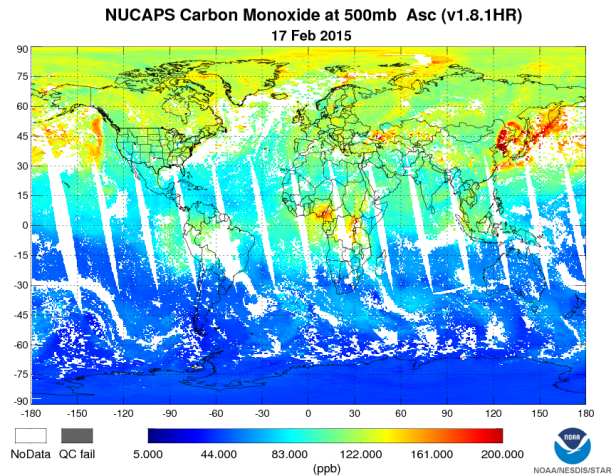 NUCAPS Carbon Monoxide at 500mb Asc (v1.8.1HR)
17 Feb 2015
90
75
60
45
30
15
0
-15
-30
-45
-60
-75
-90
-180 -150 -120 -90 -60 -30 0 30 60 90 120 150 180
NoData QC fail 5.000 44.000 83.000 122.000 161.000 200.000
(ppb)
NOAA
NOAA/NESDIS/STAR